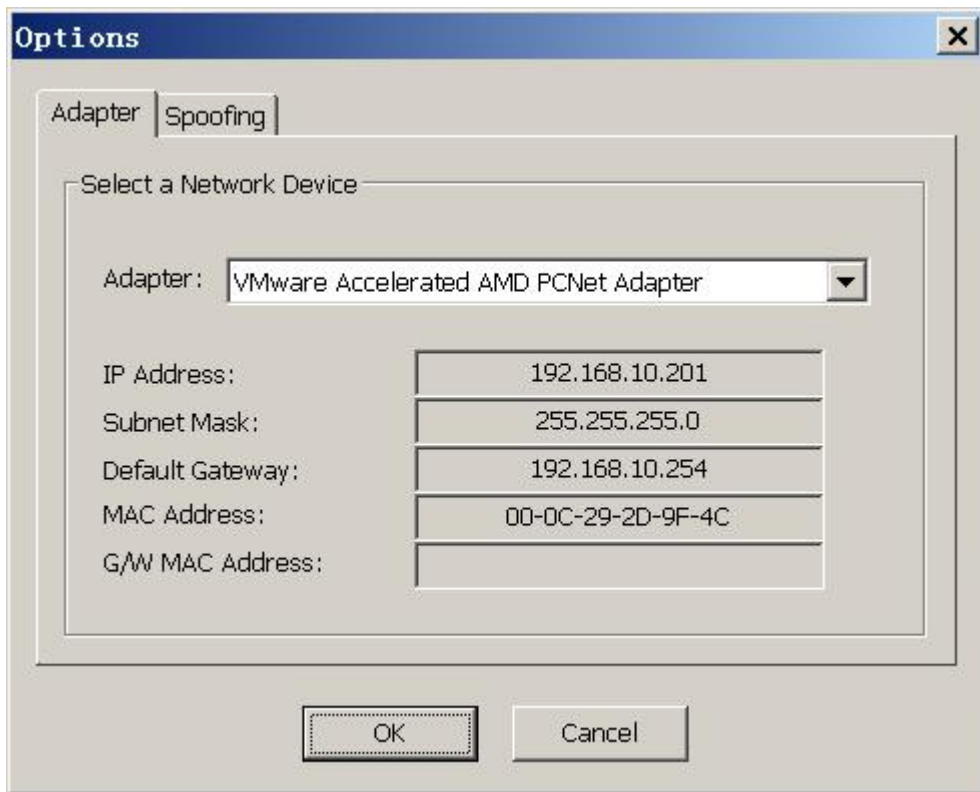 Options
Adapter Spoofing
Select a Network Device
Adapter: VMware Accelerated AMD PCNet Adapter
IP Address: 192.168.10.201
Subnet Mask: 255.255.255.0
Default Gateway: 192.168.10.254
MAC Address: 00-0C-29-2D-9F-4C
G/W MAC Address:
OK Cancel